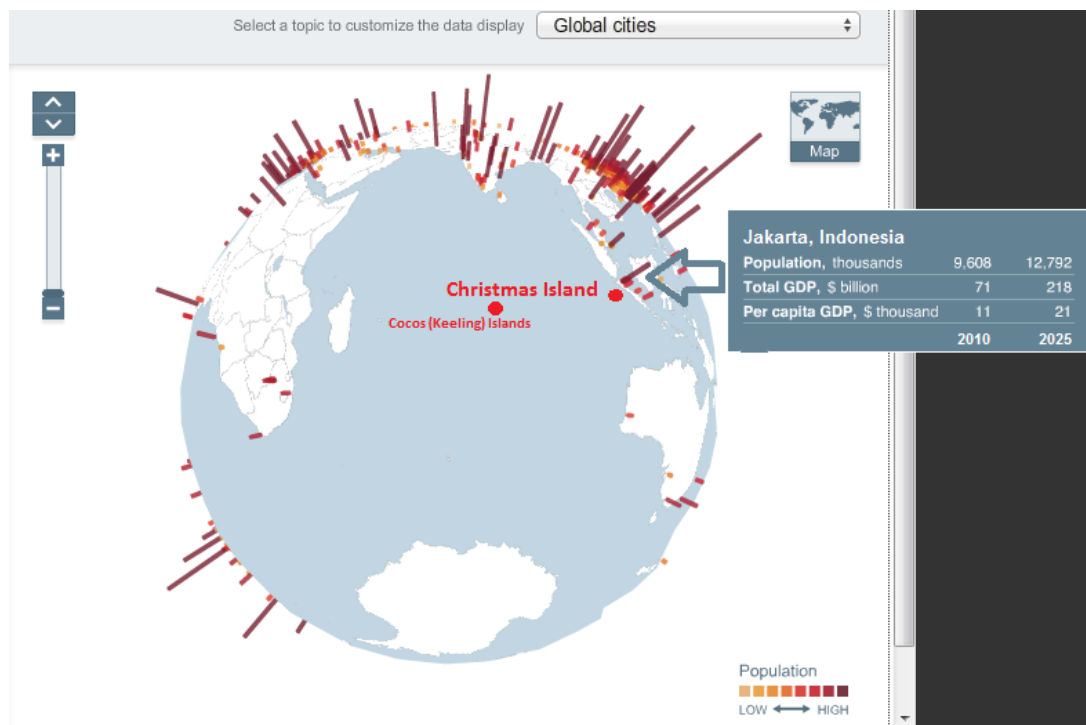 Select a topic to customize the data display
Global cities
Map
Jakarta, Indonesia
Population, thousands 9,608 12,792
Total GDP, $ billion 71 218
Per capita GDP, $ thousand 11 21
2010 2025
Christmas Island
Cocos (Keeling) Islands
Population
LOW HIGH